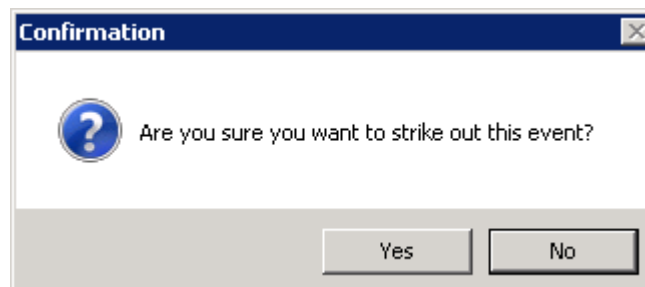 Confirmation
Are you sure you want to strike out this event?
Yes
No